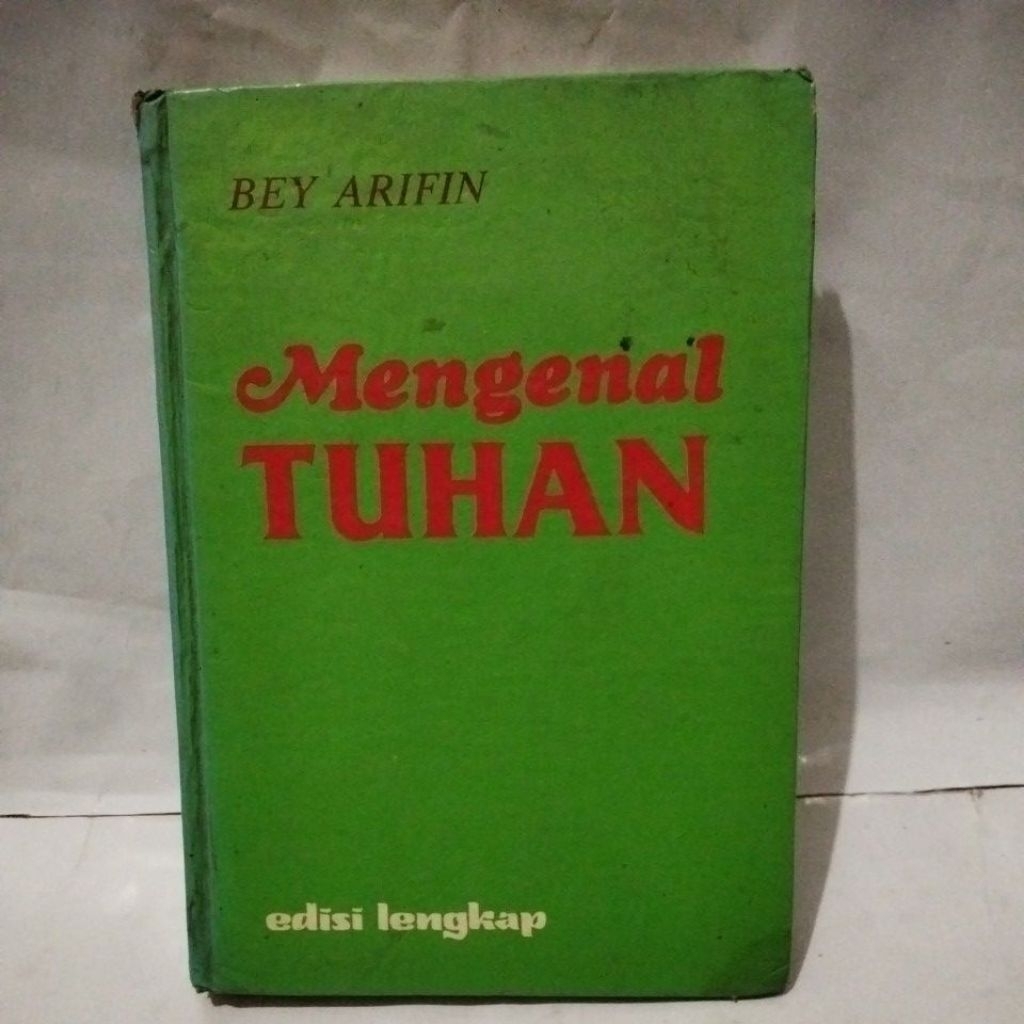 BEY ARIFIN
Mengenal
TUHAN
edisi lengkap